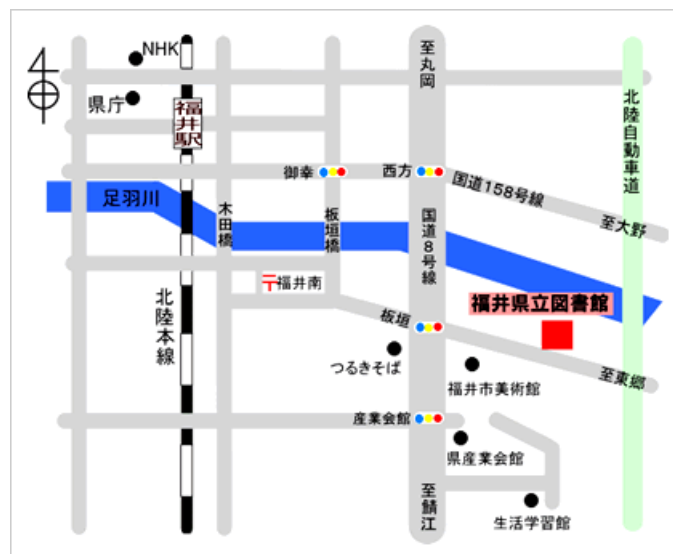 NHK
県庁
福井駅
至丸岡
北陸自動車道
御幸
西方
国道158号線
至大野
足羽川
木田橋
板垣橋
国道8号線
福井南
北陸本線
板垣
福井県立図書館
つるきそば
福井市美術館
至東郷
産業会館
県産業会館
至鯖江
生活学習館